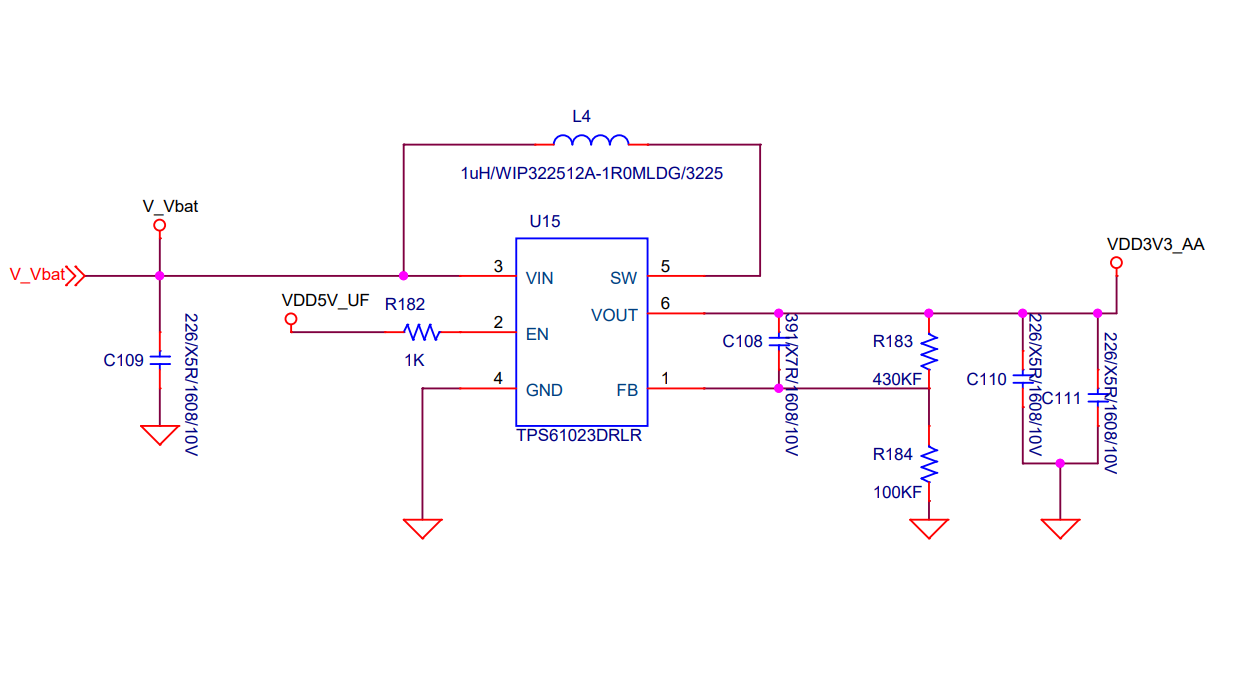 L4
1uH/WIP322512A-1R0MLDG/3225
V_Vbat
U15
VDD3V3_AA
V_Vbat
3
VIN
SW
5
VDD5V_UF
R182
6
VOUT
2
EN
1K
C109
226/X5R/1608/10V
C108
391/X7R/1608/10V
R183
430KF
4
GND
FB
1
C110
226/X5R/1608/10V
C111
226/X5R/1608/10V
TPS61023DRLR
R184
100KF